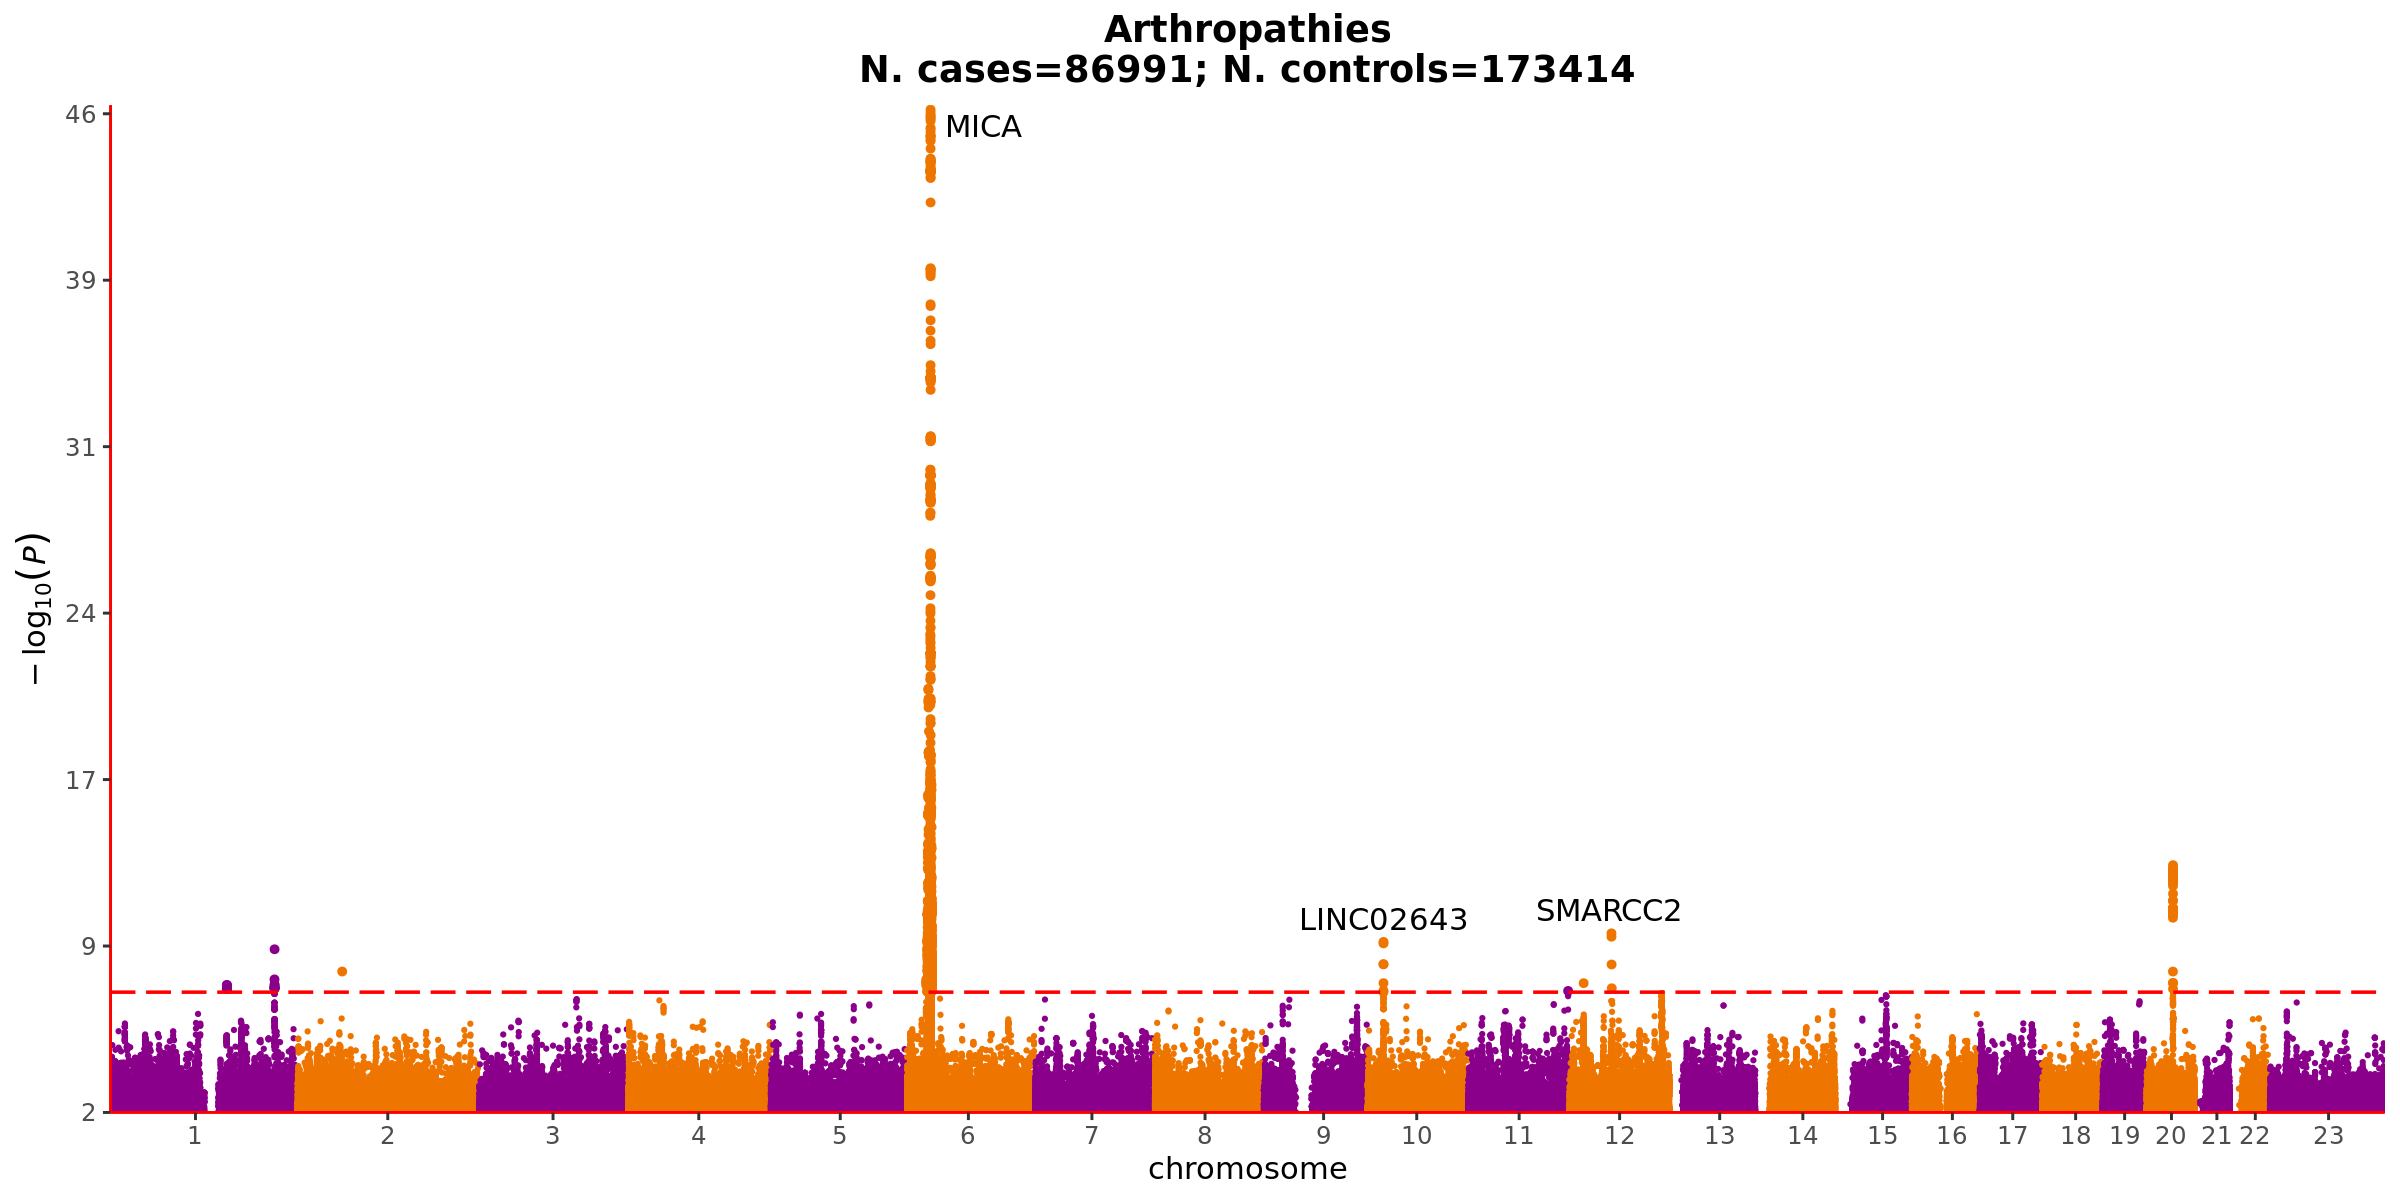 Arthropathies
N. cases=86991; N. controls=173414
46
39
31
24
17
9
2
−log10(P)
MICA
LINC02643
SMARCC2
1 2 3 4 5 6 7 8 9 10 11 12 13 14 15 16 17 18 19 20 21 22 23
chromosome